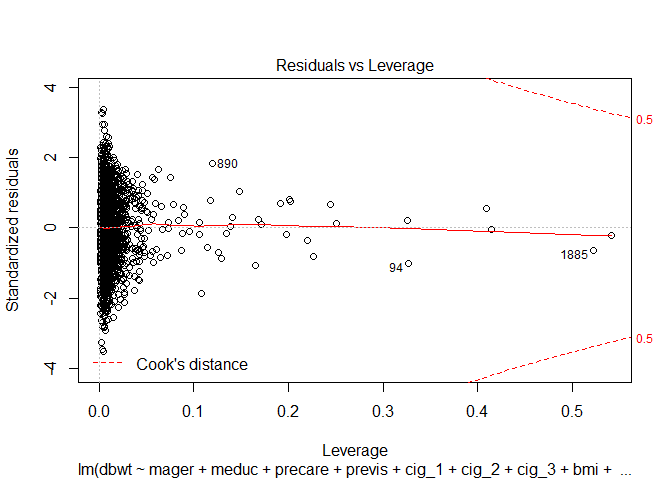 Residuals vs Leverage
Standardized residuals
4
2
0
-2
-4
0.5
0.5
890
94
1885
Cook's distance
0.0 0.1 0.2 0.3 0.4 0.5
Leverage
lm(dbwt ~ mager + meduc + precare + previs + cig_1 + cig_2 + cig_3 + bmi + ...